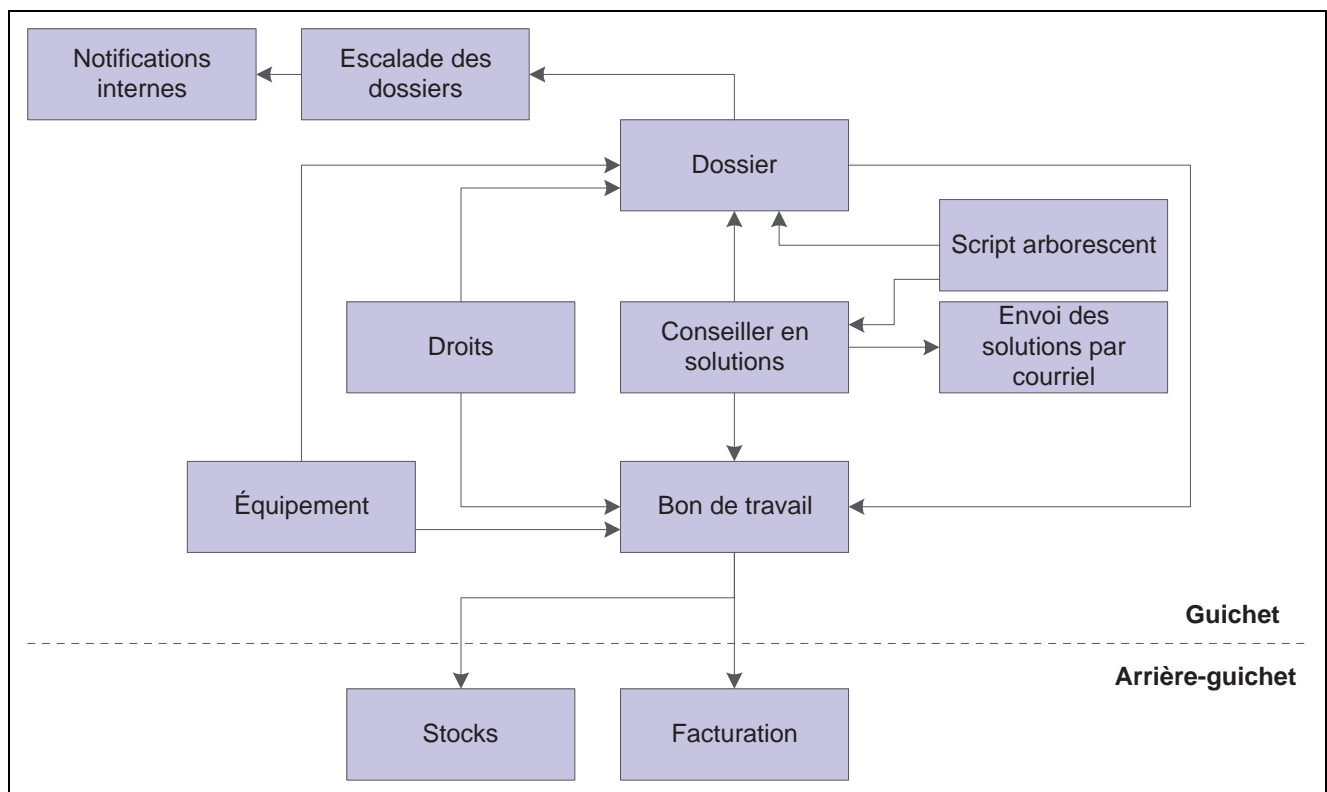 Notifications
internes
Escalade des
dossiers
Dossier
Script arborescent
Droits
Conseiller en
solutions
Envoi des
solutions par
courriel
Équipement
Bon de travail
Guichet
Arrière-guichet
Stocks
Facturation